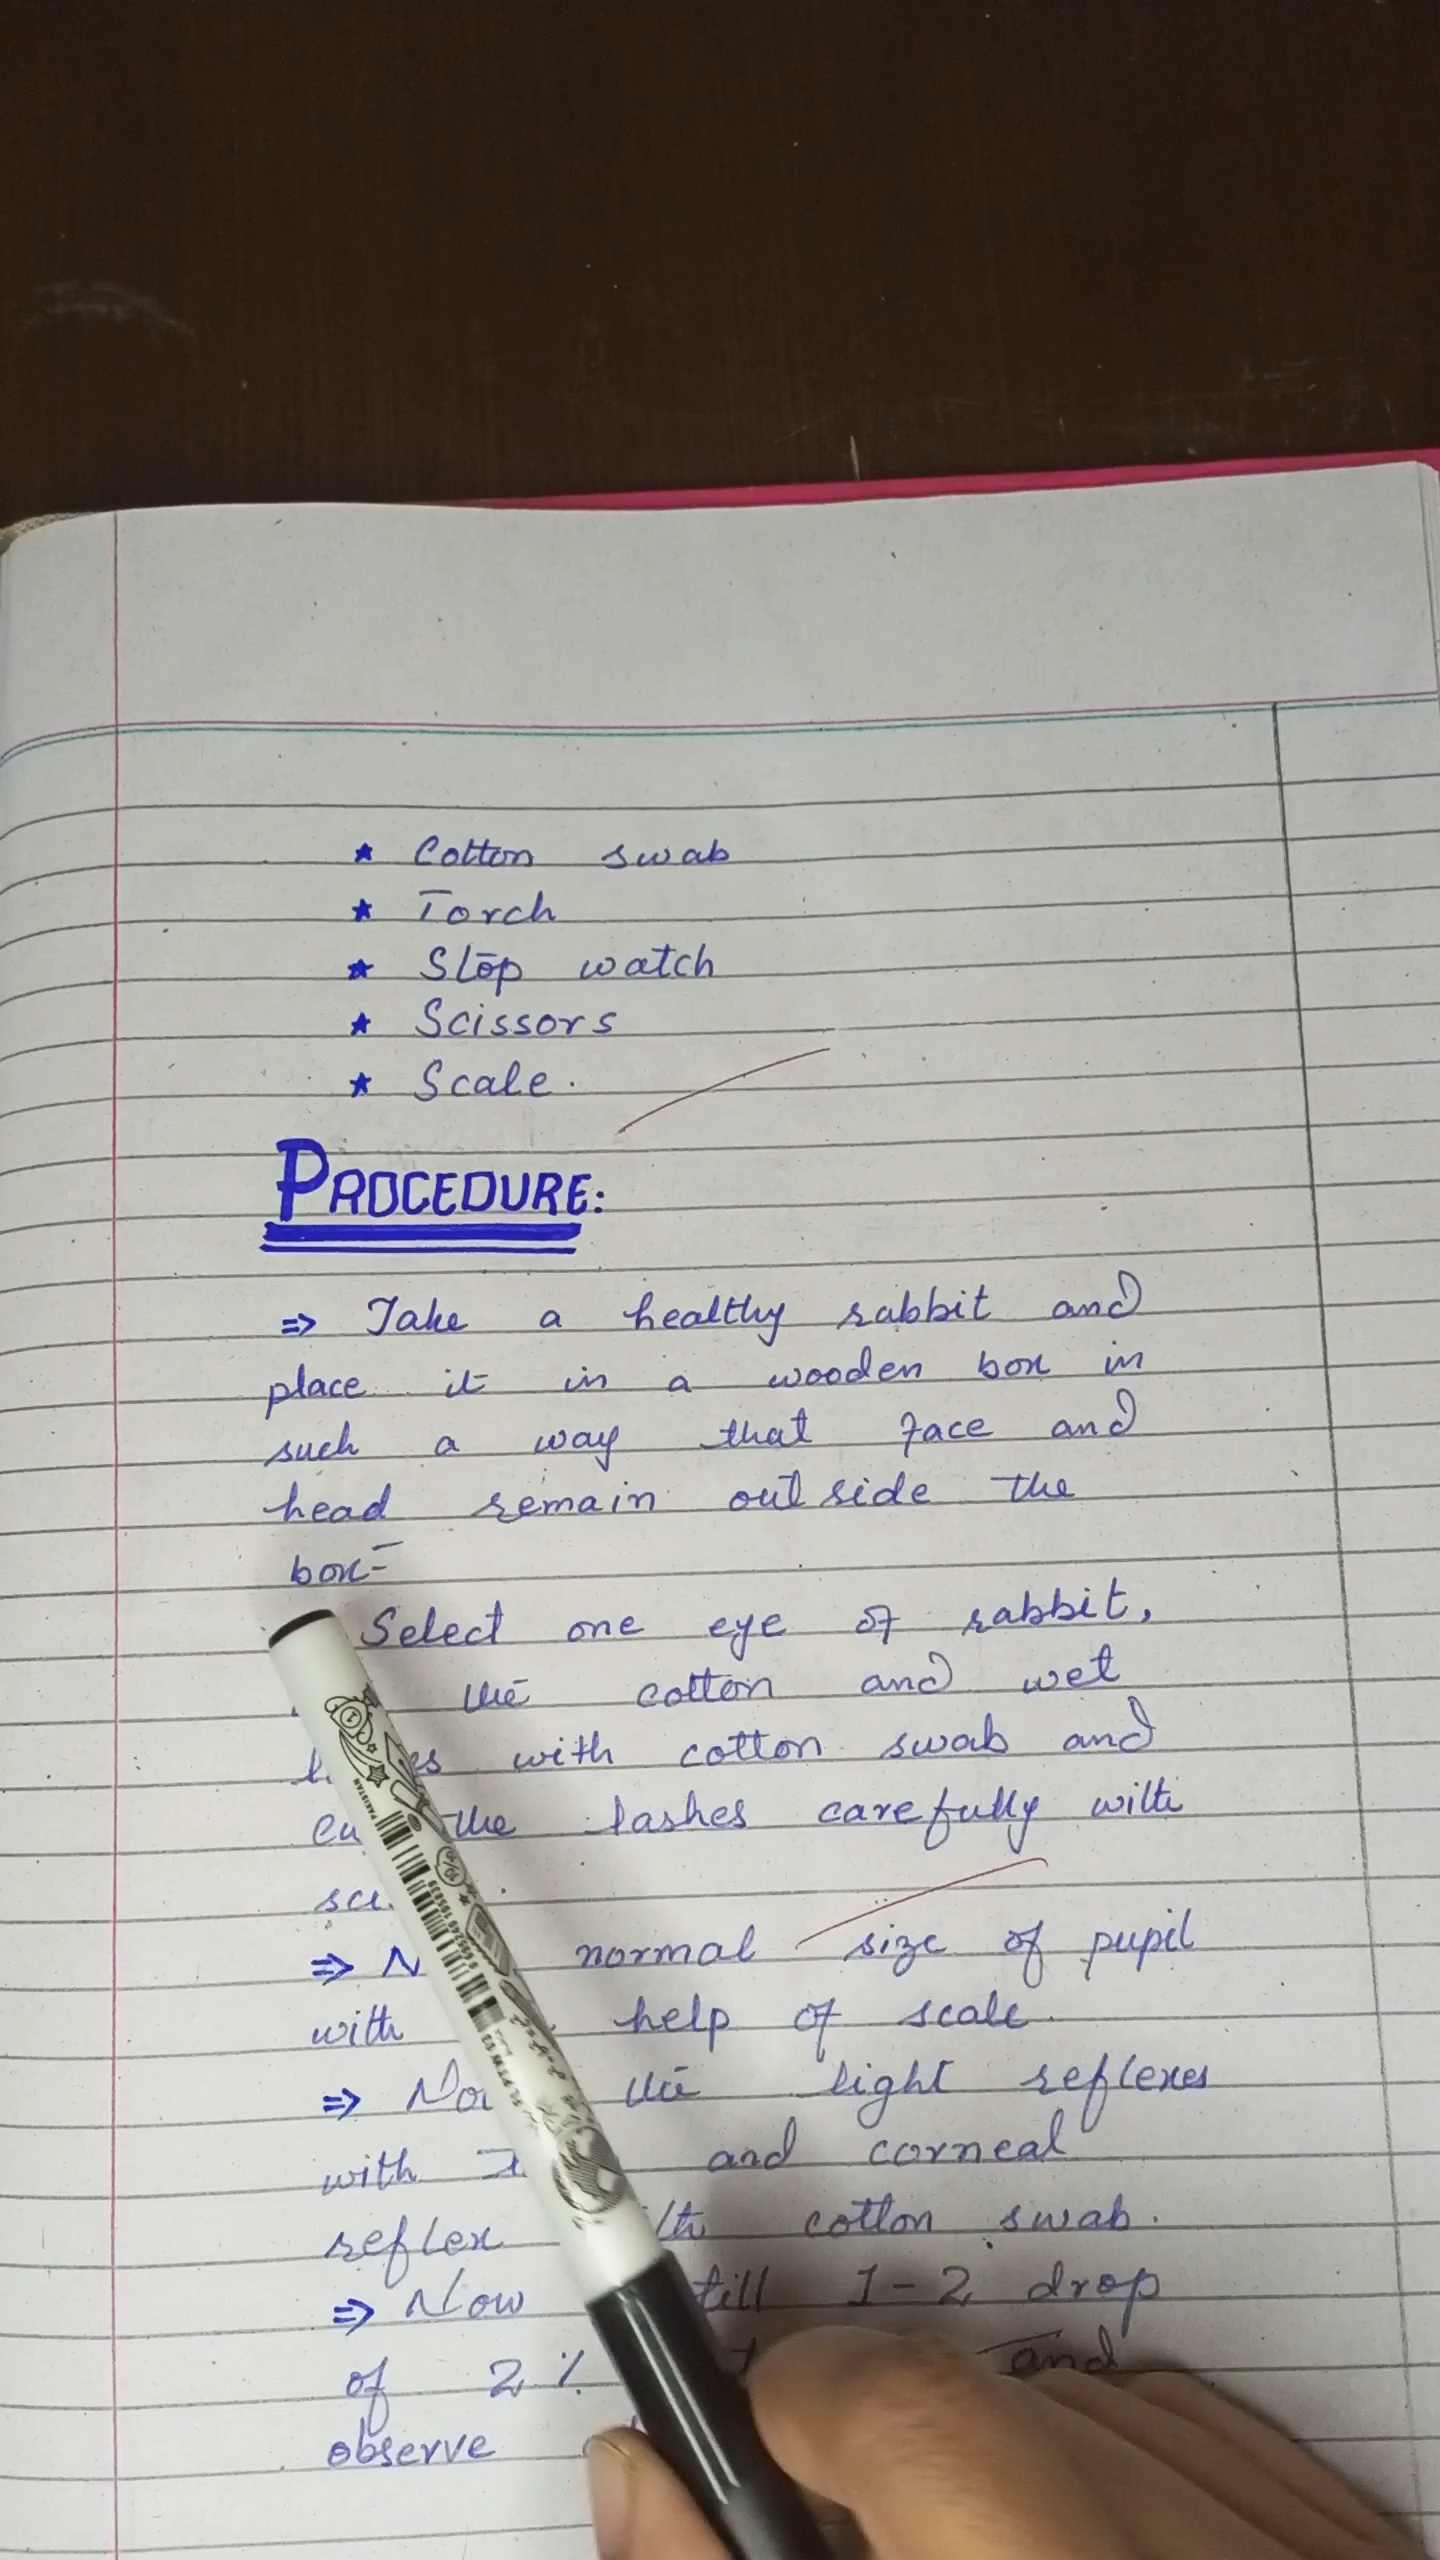 ★ Cotton swab
★ Torch
★ Stop watch
★ Scissors
★ Scale.
PROCEDURE:
⇒ Take a healthy rabbit and
place it in a wooden box in
such a way that face and
head remain outside the
box=
Select one eye of rabbit,
the cotton and wet
with cotton swab and
the lashes carefully with
⇒ normal size of pupil
with help of scale.
⇒ the light reflexes
with and corneal
reflex cotton swab.
⇒ Now 1-2 drop
of 2% and
observe
PAKISTAN